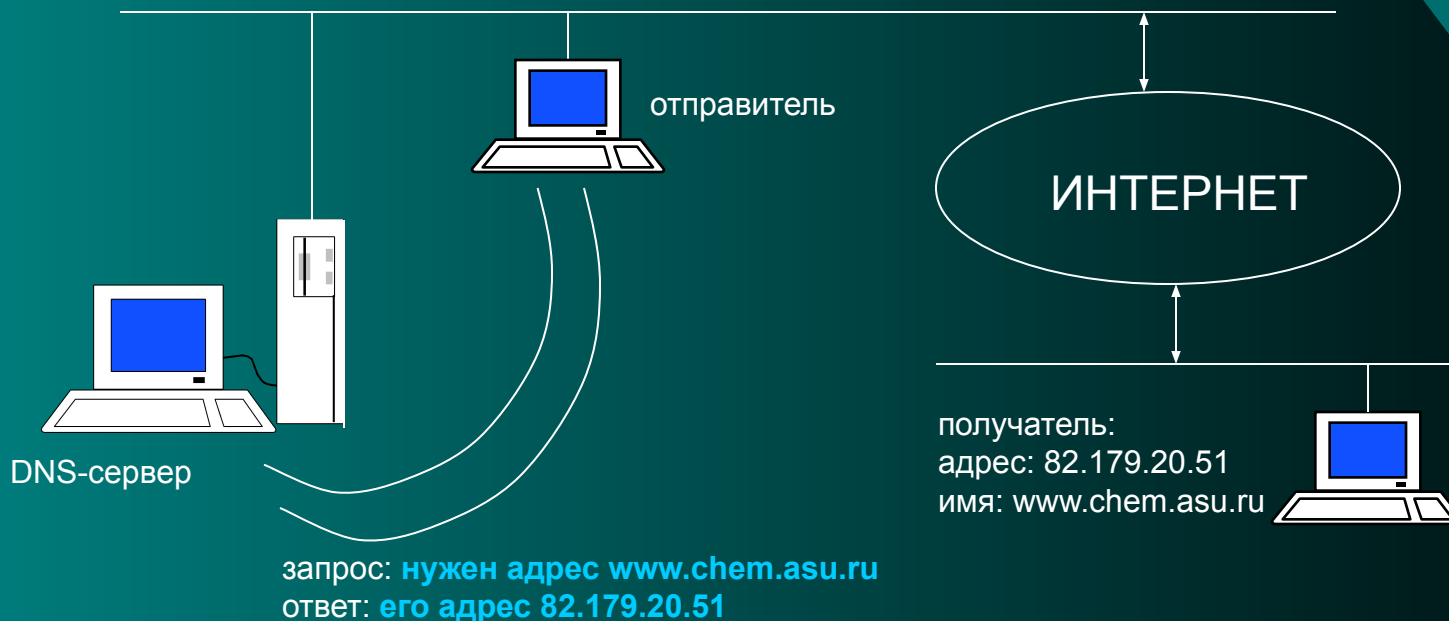 отправитель
ИНТЕРНЕТ
DNS-сервер
получатель:
адрес: 82.179.20.51
имя: www.chem.asu.ru
запрос: нужен адрес www.chem.asu.ru
ответ: его адрес 82.179.20.51